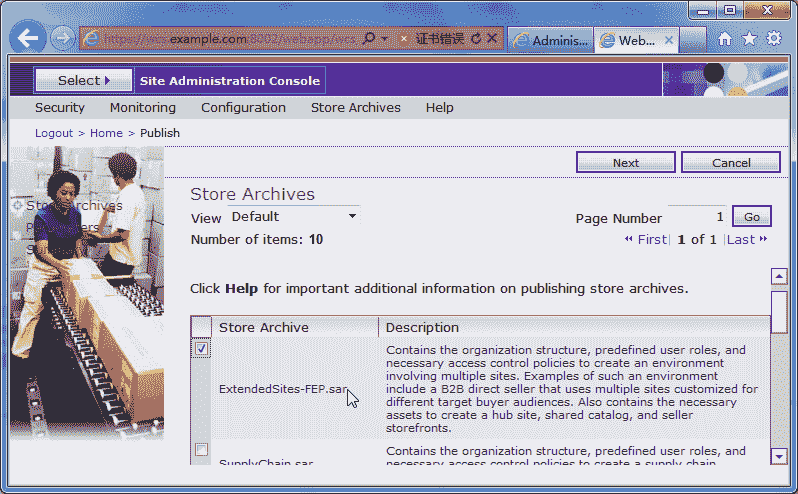 https://vcs.example.com:8002/webapp/wcs
证书错误
Adminis...
Web...
Select
Site Administration Console
Security Monitoring Configuration Store Archives Help
Logout > Home > Publish
Next Cancel
Store Archives
Parameters
Store Archives
View Default
Page Number 1 Go
Number of items: 10
First 1 of 1 Last
Click Help for important additional information on publishing store archives.
Store Archive Description
ExtendedSites-FEP.sar
Contains the organization structure, predefined user roles, and
necessary access control policies to create an environment
involving multiple sites. Examples of such an environment
include a B2B direct seller that uses multiple sites customized for
different target buyer audiences. Also contains the necessary
assets to create a hub site, shared catalog, and seller
storefronts.
SupplyChain.sar
Contains the organization structure, predefined user roles, and
necessary access control policies to create a supply chain